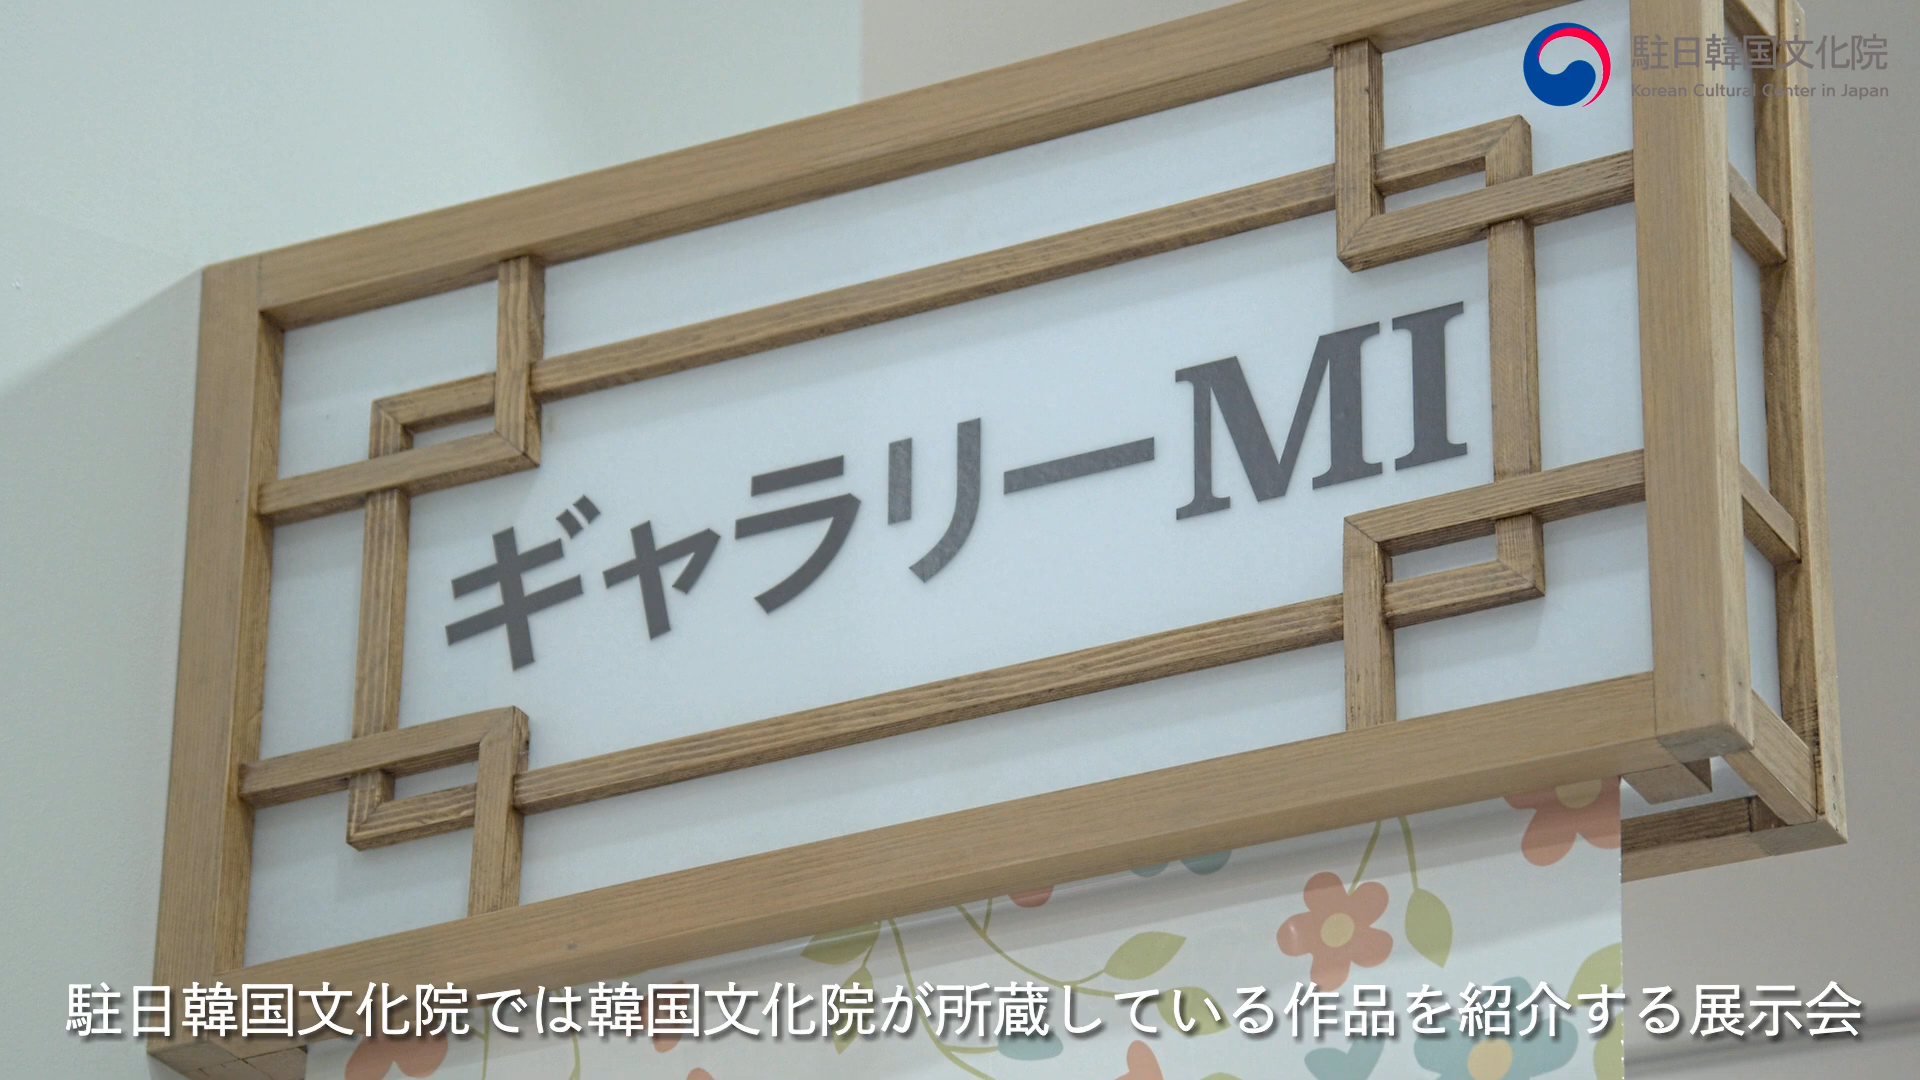 駐日韓国文化院
Korean Cultural Center in Japan
ギャラリーMI
駐日韓国文化院では韓国文化院が所蔵している作品を紹介する展示会